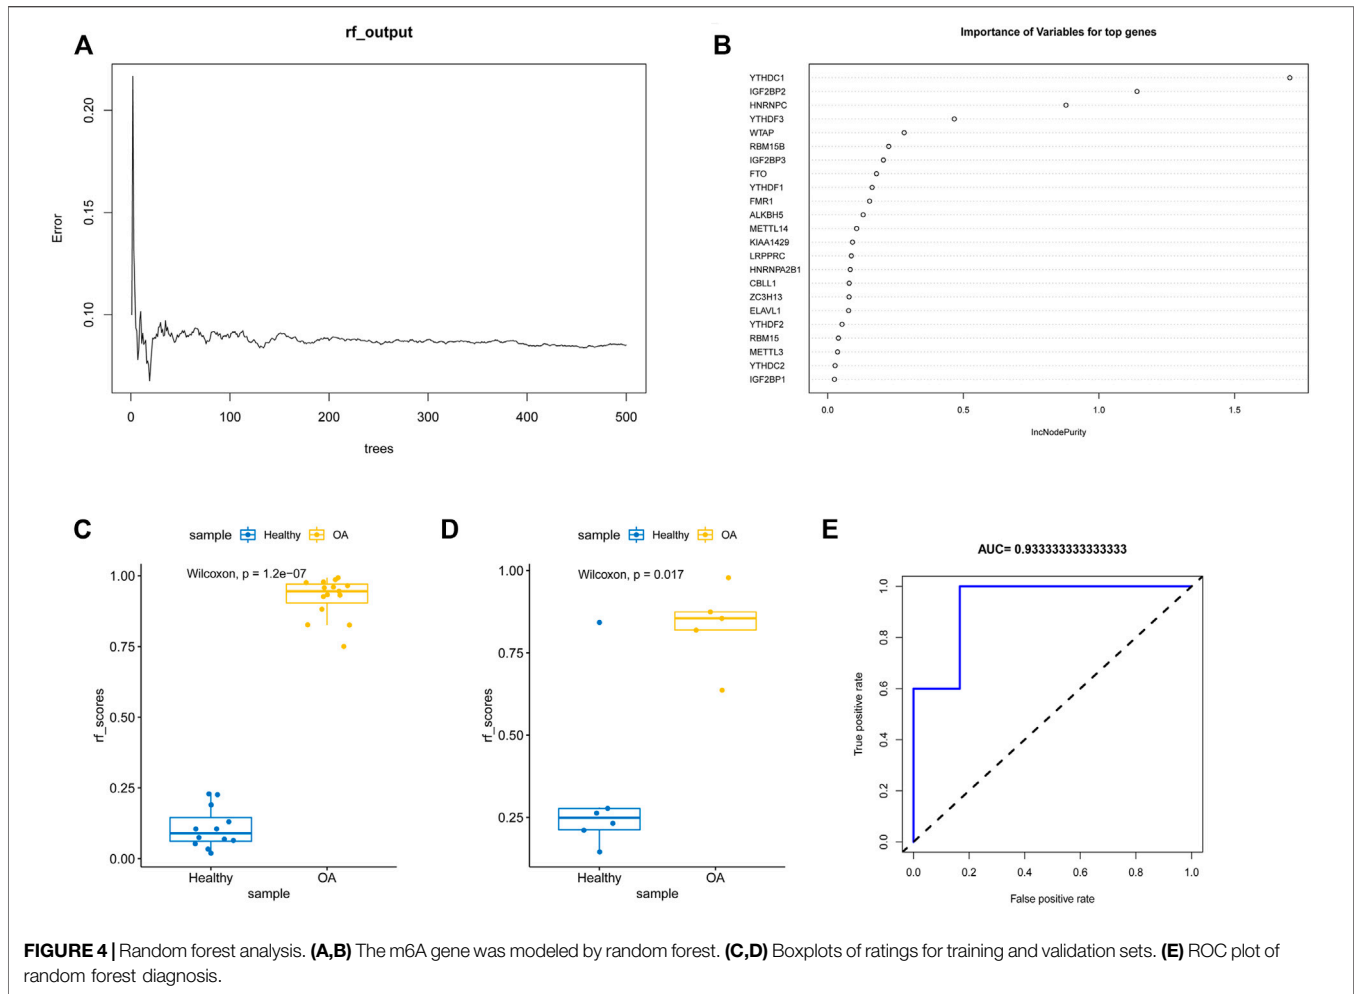 A
rf_output
Error
0.20
0.15
0.10
0 100 200 300 400 500
trees
B
Importance of Variables for top genes
YTHDC1
IGF2BP2
HNRNPC
YTHDF3
WTAP
RBM15B
IGF2BP3
FTO
YTHDF1
FMR1
ALKBH5
METTL14
KIAA1429
LRPPRC
HNRNPA2B1
CBLL1
ZC3H13
ELAVL1
YTHDF2
RBM15
METTL3
YTHDC2
IGF2BP1
0.0 0.5 1.0 1.5
IncNodePurity
C
sample Healthy OA
Wilcoxon, p = 1.2e−07
rf_scores
1.00
0.75
0.50
0.25
0.00
Healthy OA
sample
D
sample Healthy OA
Wilcoxon, p = 0.017
rf_scores
1.00
0.75
0.50
0.25
Healthy OA
sample
E
AUC= 0.933333333333333
True positive rate
1.0
0.8
0.6
0.4
0.2
0.0
0.0 0.2 0.4 0.6 0.8 1.0
False positive rate
FIGURE 4 | Random forest analysis. (A,B) The m6A gene was modeled by random forest. (C,D) Boxplots of ratings for training and validation sets. (E) ROC plot of
random forest diagnosis.